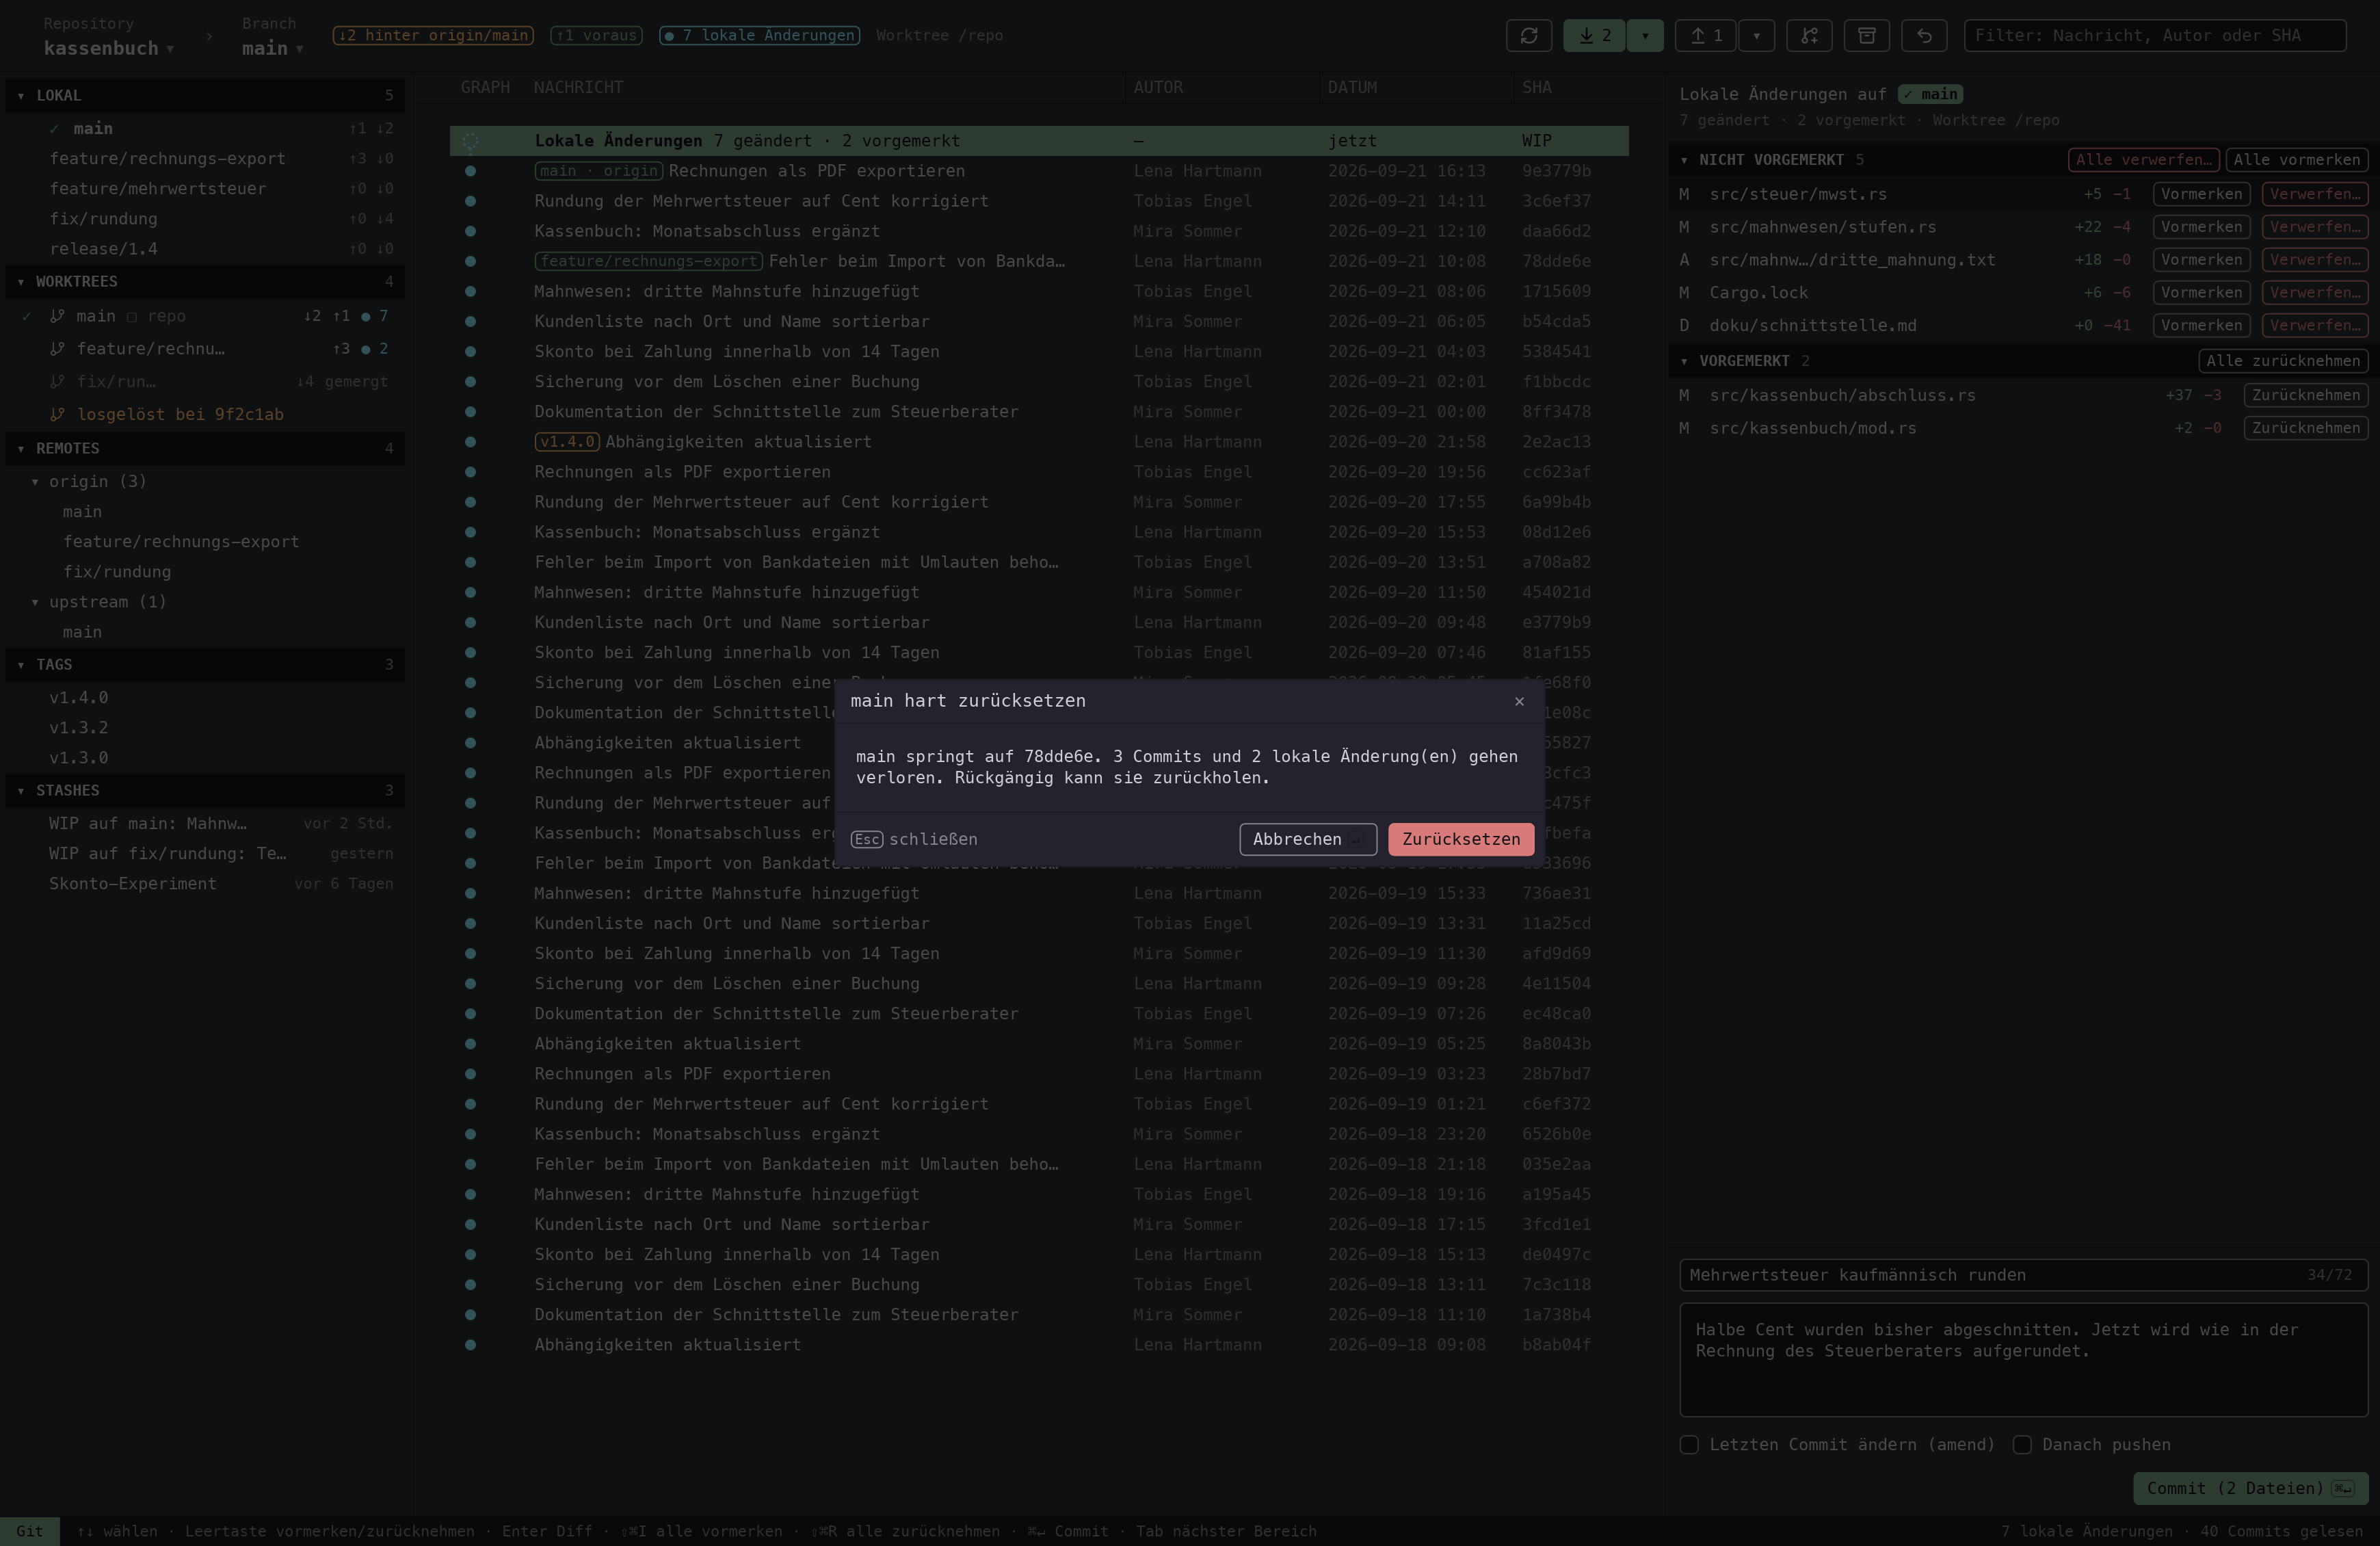 Repository
kassenbuch ▾
›
Branch
main ▾
↓2 hinter origin/main
↑1 voraus
● 7 lokale Änderungen
Worktree /repo
2 ▾
1 ▾
Filter: Nachricht, Autor oder SHA
▾ LOKAL 5
✓ main ↑1 ↓2
feature/rechnungs-export ↑3 ↓0
feature/mehrwertsteuer ↑0 ↓0
fix/rundung ↑0 ↓4
release/1.4 ↑0 ↓0
▾ WORKTREES 4
✓ main ▢ repo ↓2 ↑1 ● 7
feature/rechnu… ↑3 ● 2
fix/run… ↓4 gemergt
losgelöst bei 9f2c1ab
▾ REMOTES 4
▾ origin (3)
main
feature/rechnungs-export
fix/rundung
▾ upstream (1)
main
▾ TAGS 3
v1.4.0
v1.3.2
v1.3.0
▾ STASHES 3
WIP auf main: Mahnw… vor 2 Std.
WIP auf fix/rundung: Te… gestern
Skonto-Experiment vor 6 Tagen
GRAPH NACHRICHT AUTOR DATUM SHA
Lokale Änderungen 7 geändert · 2 vorgemerkt — jetzt WIP
main · origin Rechnungen als PDF exportieren Lena Hartmann 2026-09-21 16:13 9e3779b
Rundung der Mehrwertsteuer auf Cent korrigiert Tobias Engel 2026-09-21 14:11 3c6ef37
Kassenbuch: Monatsabschluss ergänzt Mira Sommer 2026-09-21 12:10 daa66d2
feature/rechnungs-export Fehler beim Import von Bankda… Lena Hartmann 2026-09-21 10:08 78dde6e
Mahnwesen: dritte Mahnstufe hinzugefügt Tobias Engel 2026-09-21 08:06 1715609
Kundenliste nach Ort und Name sortierbar Mira Sommer 2026-09-21 06:05 b54cda5
Skonto bei Zahlung innerhalb von 14 Tagen Lena Hartmann 2026-09-21 04:03 5384541
Sicherung vor dem Löschen einer Buchung Tobias Engel 2026-09-21 02:01 f1bbcdc
Dokumentation der Schnittstelle zum Steuerberater Mira Sommer 2026-09-21 00:00 8ff3478
v1.4.0 Abhängigkeiten aktualisiert Lena Hartmann 2026-09-20 21:58 2e2ac13
Rechnungen als PDF exportieren Tobias Engel 2026-09-20 19:56 cc623af
Rundung der Mehrwertsteuer auf Cent korrigiert Mira Sommer 2026-09-20 17:55 6a99b4b
Kassenbuch: Monatsabschluss ergänzt Lena Hartmann 2026-09-20 15:53 08d12e6
Fehler beim Import von Bankdateien mit Umlauten beho… Tobias Engel 2026-09-20 13:51 a708a82
Mahnwesen: dritte Mahnstufe hinzugefügt Mira Sommer 2026-09-20 11:50 454021d
Kundenliste nach Ort und Name sortierbar Lena Hartmann 2026-09-20 09:48 e3779b9
Skonto bei Zahlung innerhalb von 14 Tagen Tobias Engel 2026-09-20 07:46 81af155
Sicherung vor dem Löschen einer
Dokumentation der Schnittstelle
Abhängigkeiten aktualisiert
Rechnungen als PDF exportieren
Rundung der Mehrwertsteuer auf
Kassenbuch: Monatsabschluss
Fehler beim Import von
Mahnwesen: dritte Mahnstufe hinzugefügt Lena Hartmann 2026-09-19 15:33 736ae31
Kundenliste nach Ort und Name sortierbar Tobias Engel 2026-09-19 13:31 11a25cd
Skonto bei Zahlung innerhalb von 14 Tagen Mira Sommer 2026-09-19 11:30 afd9d69
Sicherung vor dem Löschen einer Buchung Lena Hartmann 2026-09-19 09:28 4e11504
Dokumentation der Schnittstelle zum Steuerberater Tobias Engel 2026-09-19 07:26 ec48ca0
Abhängigkeiten aktualisiert Mira Sommer 2026-09-19 05:25 8a8043b
Rechnungen als PDF exportieren Lena Hartmann 2026-09-19 03:23 28b7bd7
Rundung der Mehrwertsteuer auf Cent korrigiert Tobias Engel 2026-09-19 01:21 c6ef372
Kassenbuch: Monatsabschluss ergänzt Mira Sommer 2026-09-18 23:20 6526b0e
Fehler beim Import von Bankdateien mit Umlauten beho… Lena Hartmann 2026-09-18 21:18 035e2aa
Mahnwesen: dritte Mahnstufe hinzugefügt Tobias Engel 2026-09-18 19:16 a195a45
Kundenliste nach Ort und Name sortierbar Mira Sommer 2026-09-18 17:15 3fcd1e1
Skonto bei Zahlung innerhalb von 14 Tagen Lena Hartmann 2026-09-18 15:13 de0497c
Sicherung vor dem Löschen einer Buchung Tobias Engel 2026-09-18 13:11 7c3c118
Dokumentation der Schnittstelle zum Steuerberater Mira Sommer 2026-09-18 11:10 1a738b4
Abhängigkeiten aktualisiert Lena Hartmann 2026-09-18 09:08 b8ab04f
main hart zurücksetzen ×
main springt auf 78dde6e. 3 Commits und 2 lokale Änderung(en) gehen
verloren. Rückgängig kann sie zurückholen.
Esc schließen
Abbrechen ↵
Zurücksetzen
Lokale Änderungen auf ✓ main
7 geändert · 2 vorgemerkt · Worktree /repo
▾ NICHT VORGEMERKT 5 Alle verwerfen… Alle vormerken
M src/steuer/mwst.rs +5 −1 Vormerken Verwerfen…
M src/mahnwesen/stufen.rs +22 −4 Vormerken Verwerfen…
A src/mahnw…/dritte_mahnung.txt +18 −0 Vormerken Verwerfen…
M Cargo.lock +6 −6 Vormerken Verwerfen…
D doku/schnittstelle.md +0 −41 Vormerken Verwerfen…
▾ VORGEMERKT 2 Alle zurücknehmen
M src/kassenbuch/abschluss.rs +37 −3 Zurücknehmen
M src/kassenbuch/mod.rs +2 −0 Zurücknehmen
Mehrwertsteuer kaufmännisch runden 34/72
Halbe Cent wurden bisher abgeschnitten. Jetzt wird wie in der
Rechnung des Steuerberaters aufgerundet.
Letzten Commit ändern (amend)
Danach pushen
Commit (2 Dateien) ⌘↵
Git
↑↓ wählen · Leertaste vormerken/zurücknehmen · Enter Diff · ⇧⌘I alle vormerken · ⇧⌘R alle zurücknehmen · ⌘↵ Commit · Tab nächster Bereich
7 lokale Änderungen · 40 Commits gelesen